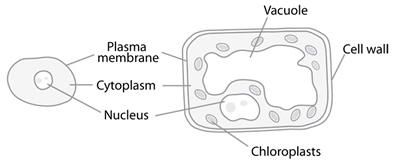 Vacuole
Plasma
membrane
Cell wall
Cytoplasm
Nucleus
Chloroplasts